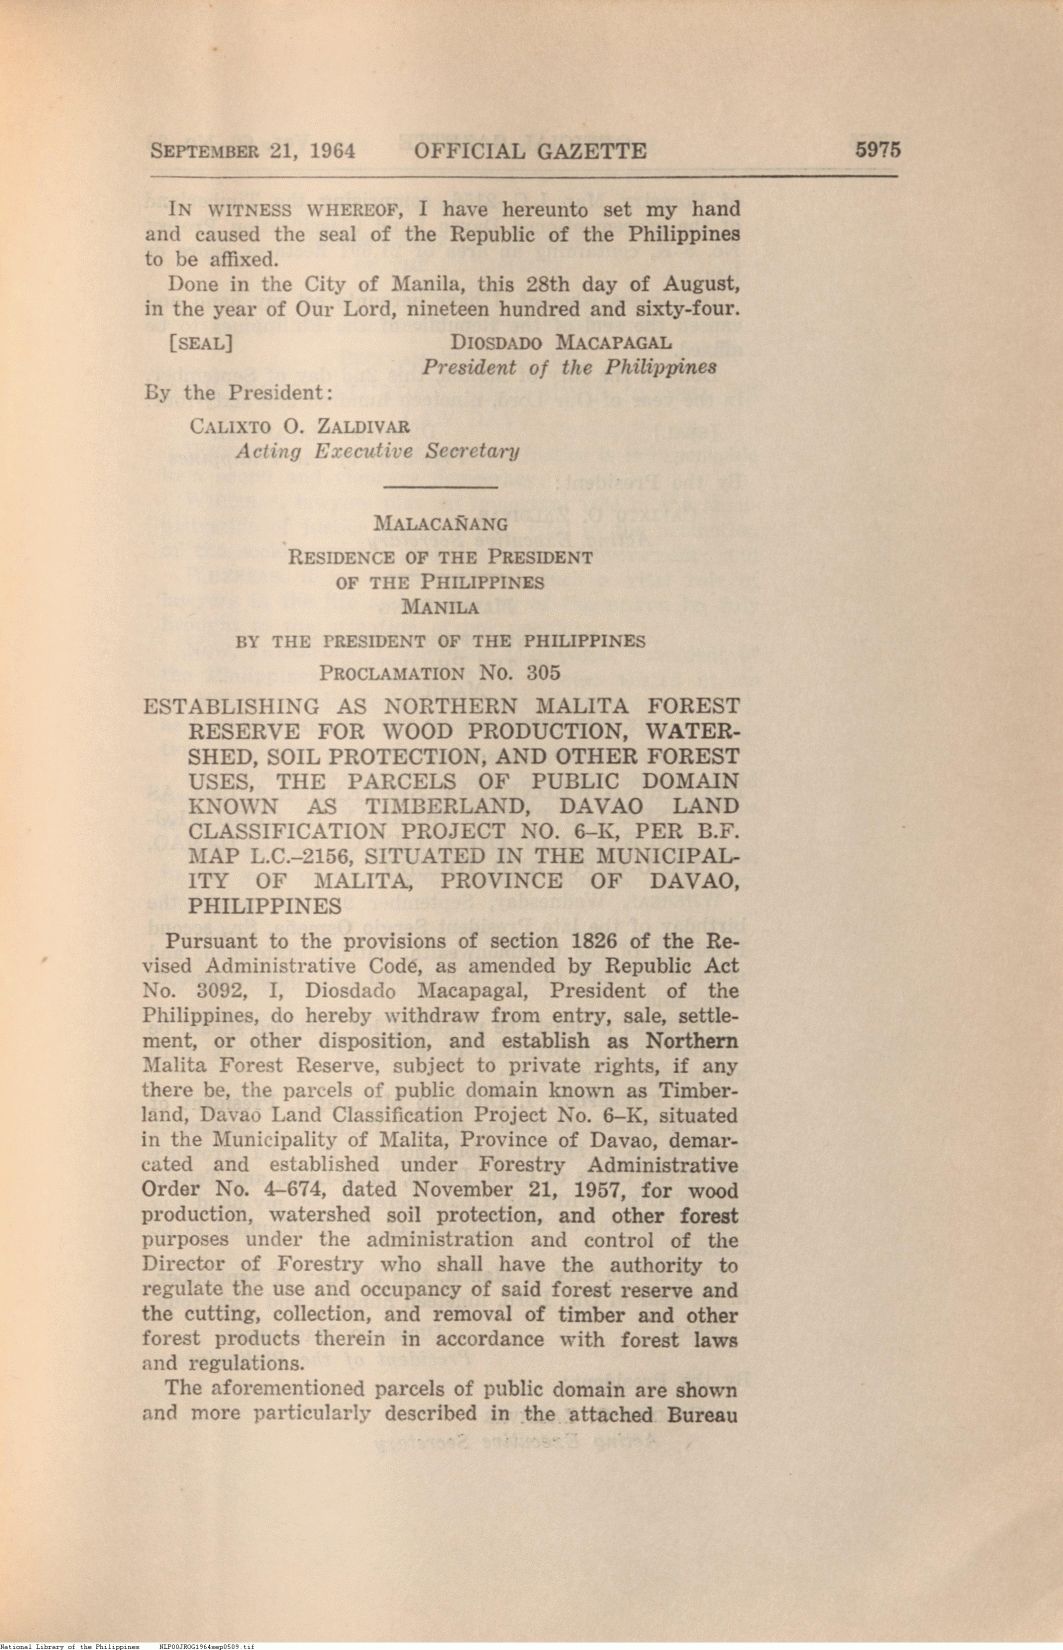 SEPTEMBER 21, 1964 OFFICIAL GAZETTE 5975
IN WITNESS WHEREOF, I have hereunto set my hand
and caused the seal of the Republic of the Philippines
to be affixed.
Done in the City of Manila, this 28th day of August,
in the year of Our Lord, nineteen hundred and sixty-four.
[SEAL] DIOSDADO MACAPAGAL
President of the Philippines
By the President:
CALIXTO O. ZALDIVAR
Acting Executive Secretary
MALACAÑANG
RESIDENCE OF THE PRESIDENT
OF THE PHILIPPINES
MANILA
BY THE PRESIDENT OF THE PHILIPPINES
PROCLAMATION NO. 305
ESTABLISHING AS NORTHERN MALITA FOREST
RESERVE FOR WOOD PRODUCTION, WATER-
SHED, SOIL PROTECTION, AND OTHER FOREST
USES, THE PARCELS OF PUBLIC DOMAIN
KNOWN AS TIMBERLAND, DAVAO LAND
CLASSIFICATION PROJECT NO. 6–K, PER B.F.
MAP L.C.–2156, SITUATED IN THE MUNICIPAL-
ITY OF MALITA, PROVINCE OF DAVAO,
PHILIPPINES
Pursuant to the provisions of section 1826 of the Re-
vised Administrative Code, as amended by Republic Act
No. 3092, I, Diosdado Macapagal, President of the
Philippines, do hereby withdraw from entry, sale, settle-
ment, or other disposition, and establish as Northern
Malita Forest Reserve, subject to private rights, if any
there be, the parcels of public domain known as Timber-
land, Davao Land Classification Project No. 6–K, situated
in the Municipality of Malita, Province of Davao, demar-
cated and established under Forestry Administrative
Order No. 4–674, dated November 21, 1957, for wood
production, watershed soil protection, and other forest
purposes under the administration and control of the
Director of Forestry who shall have the authority to
regulate the use and occupancy of said forest reserve and
the cutting, collection, and removal of timber and other
forest products therein in accordance with forest laws
and regulations.
The aforementioned parcels of public domain are shown
and more particularly described in the attached Bureau
National Library of the Philippines NLP00JROG1964sep0509.tif